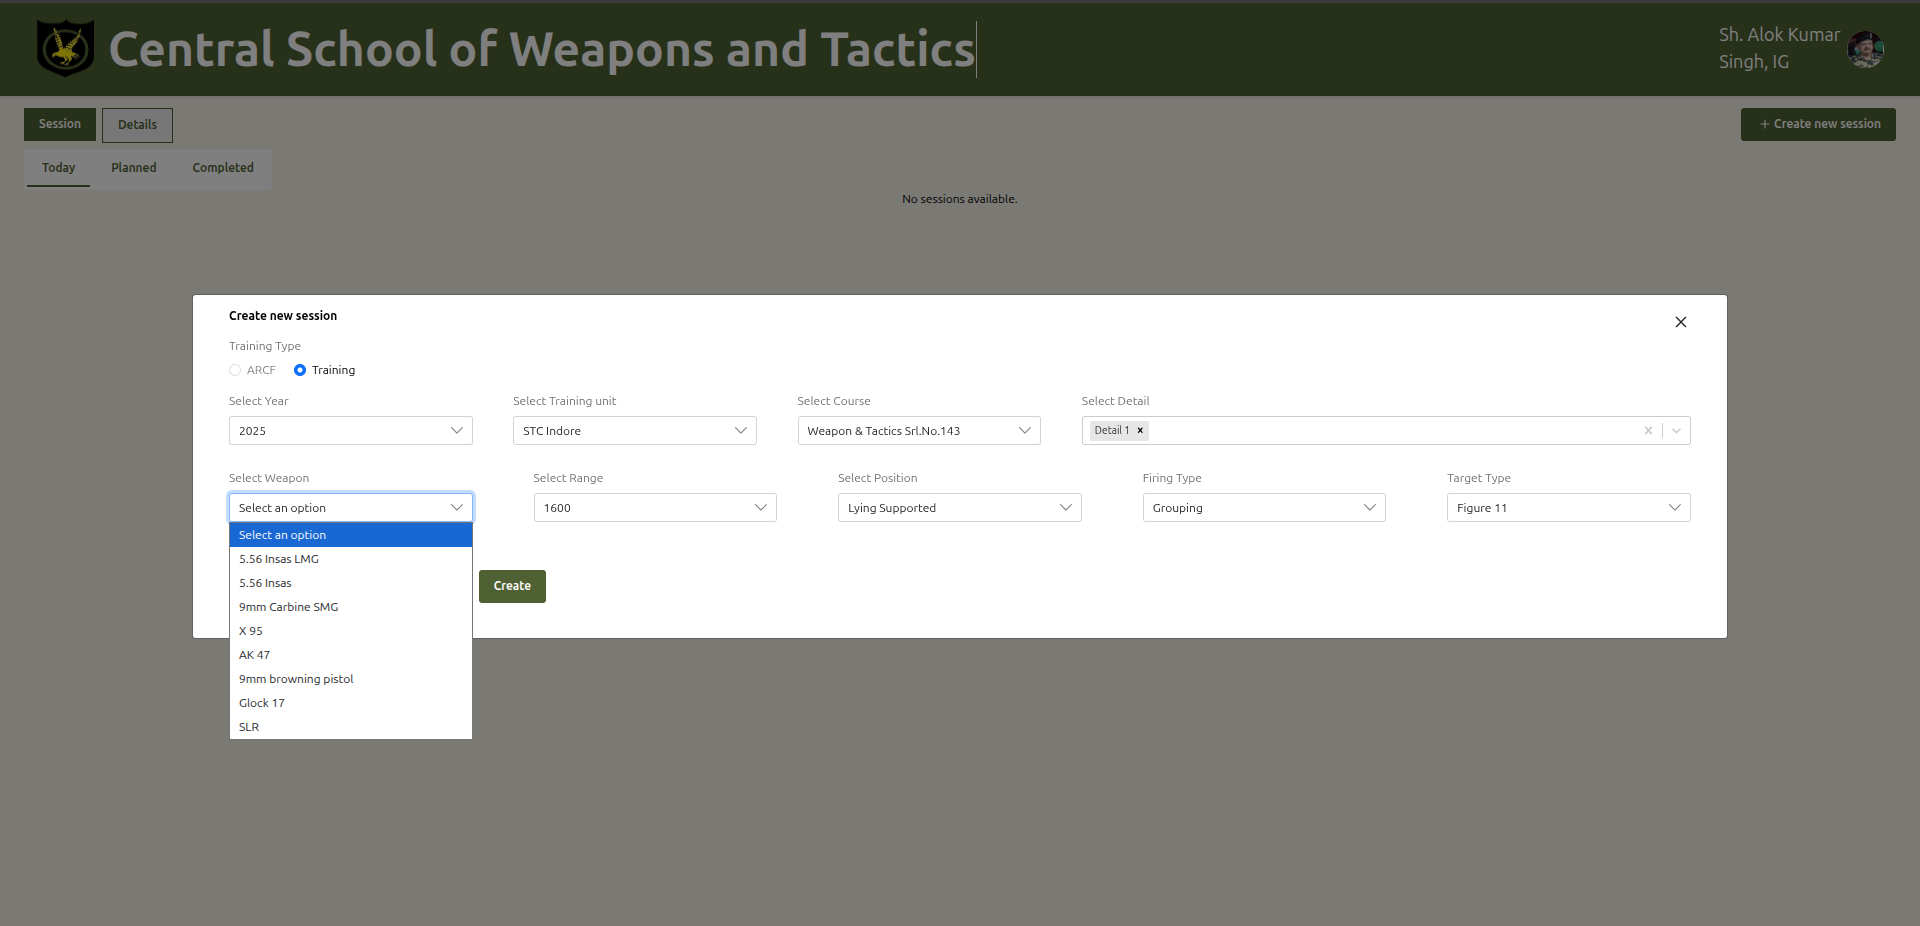 Central School of Weapons and Tactics
Sh. Alok Kumar
Singh, IG
Session
Details
+ Create new session
Today
Planned
Completed
No sessions available.
Create new session
Training Type
ARCF
Training
Select Year
Select Training unit
Select Course
Select Detail
2025
STC Indore
Weapon & Tactics Srl.No.143
Detail 1
Select Weapon
Select Range
Select Position
Firing Type
Target Type
Select an option
1600
Lying Supported
Grouping
Figure 11
Select an option
5.56 Insas LMG
5.56 Insas
9mm Carbine SMG
X 95
AK 47
9mm browning pistol
Glock 17
SLR
Create